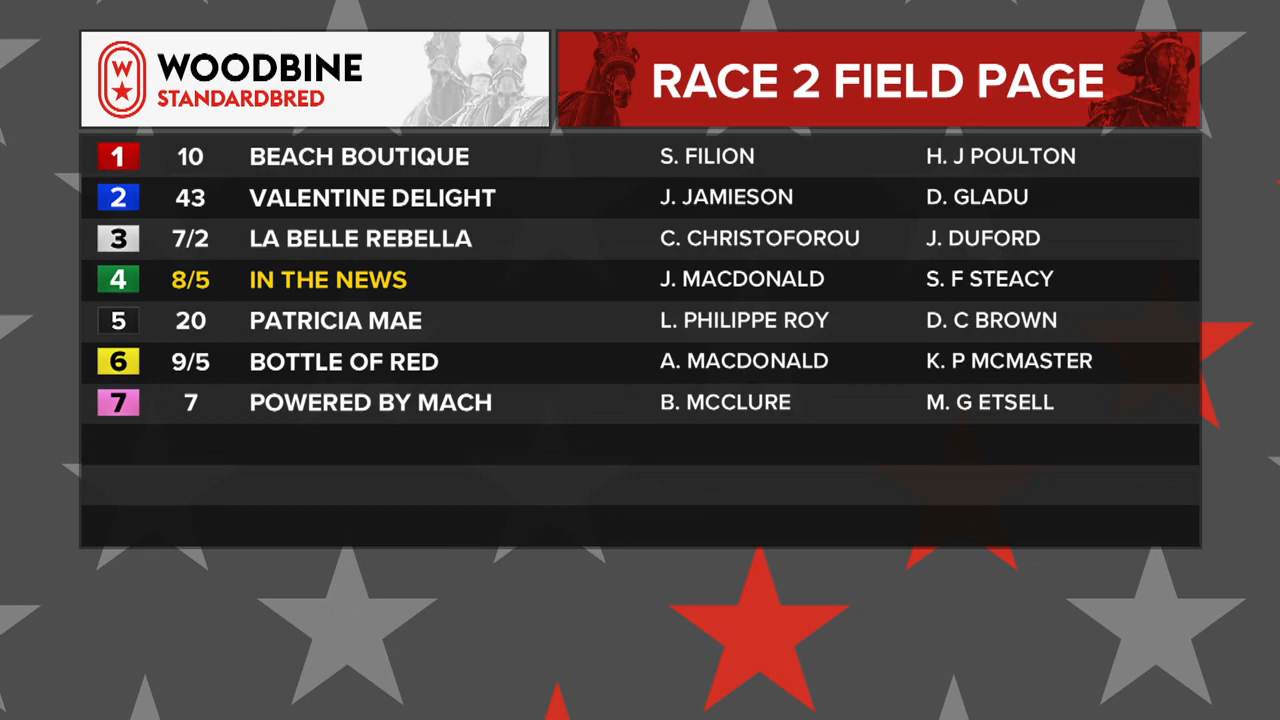 W WOODBINE
STANDARDBRED
RACE 2 FIELD PAGE
1 10 BEACH BOUTIQUE S. FILION H. J POULTON
2 43 VALENTINE DELIGHT J. JAMIESON D. GLADU
3 7/2 LA BELLE REBELLA C. CHRISTOFOROU J. DUFORD
4 8/5 IN THE NEWS J. MACDONALD S. F STEACY
5 20 PATRICIA MAE L. PHILIPPE ROY D. C BROWN
6 9/5 BOTTLE OF RED A. MACDONALD K. P MCMASTER
7 7 POWERED BY MACH B. MCCLURE M. G ETSELL